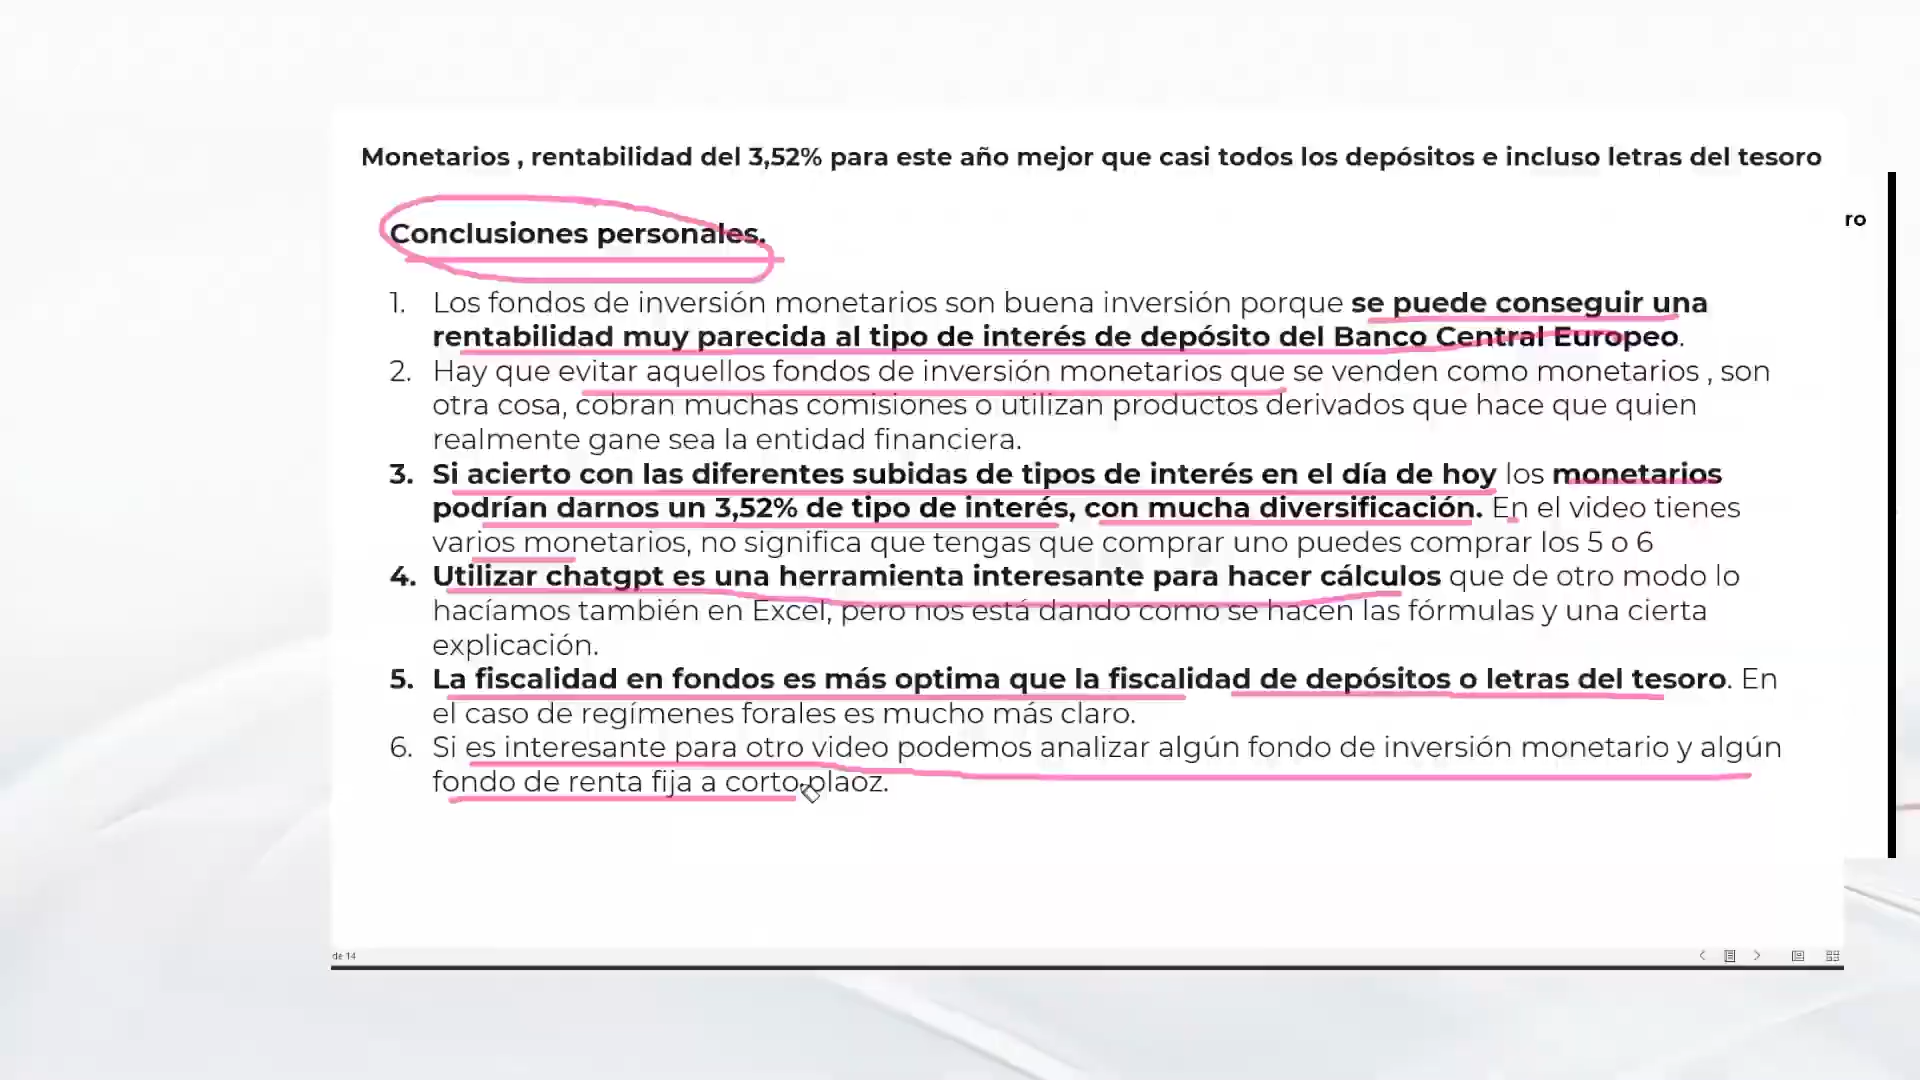 Monetarios , rentabilidad del 3,52% para este año mejor que casi todos los depósitos e incluso letras del tesoro
ro
Conclusiones personales.
1. Los fondos de inversión monetarios son buena inversión porque se puede conseguir una
rentabilidad muy parecida al tipo de interés de depósito del Banco Central Europeo.
2. Hay que evitar aquellos fondos de inversión monetarios que se venden como monetarios , son
otra cosa, cobran muchas comisiones o utilizan productos derivados que hace que quien
realmente gane sea la entidad financiera.
3. Si acierto con las diferentes subidas de tipos de interés en el día de hoy los monetarios
podrían darnos un 3,52% de tipo de interés, con mucha diversificación. En el video tienes
varios monetarios, no significa que tengas que comprar uno puedes comprar los 5 o 6
4. Utilizar chatgpt es una herramienta interesante para hacer cálculos que de otro modo lo
hacíamos también en Excel, pero nos está dando como se hacen las fórmulas y una cierta
explicación.
5. La fiscalidad en fondos es más optima que la fiscalidad de depósitos o letras del tesoro. En
el caso de regímenes forales es mucho más claro.
6. Si es interesante para otro video podemos analizar algún fondo de inversión monetario y algún
fondo de renta fija a corto plaoz.
de 14